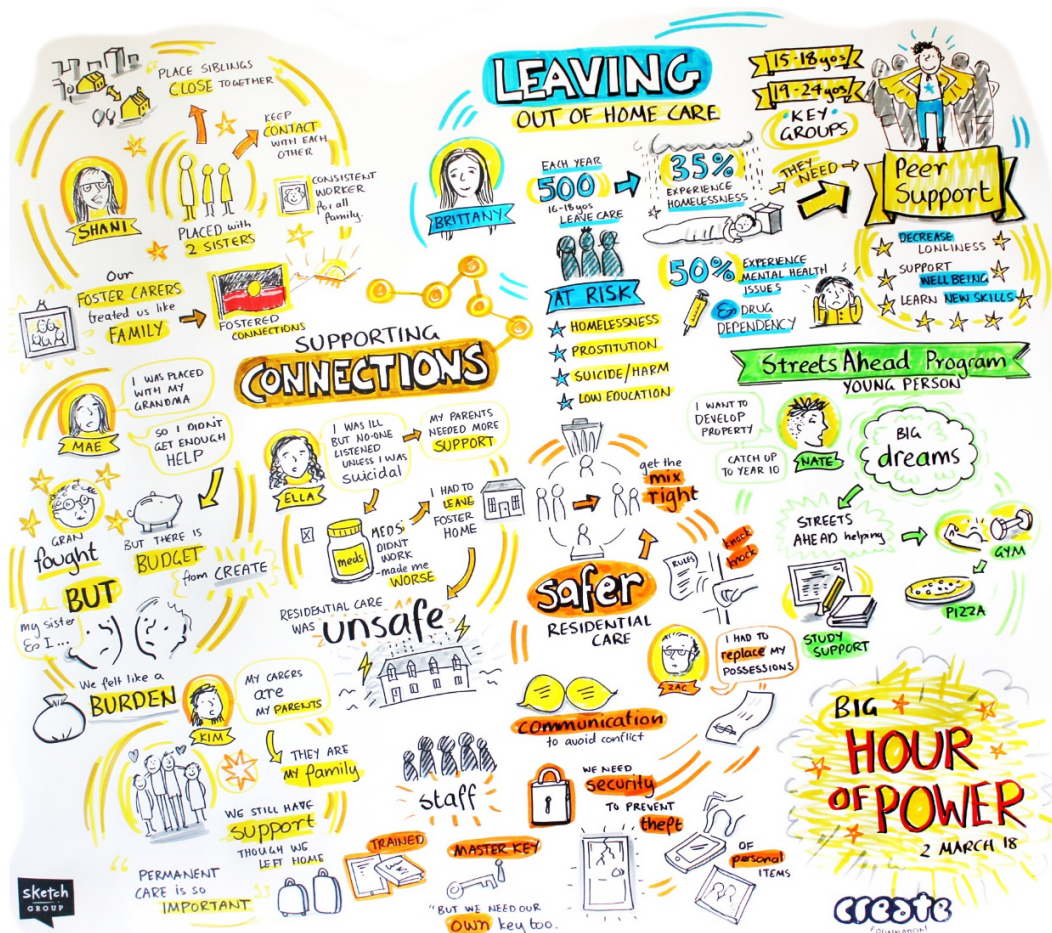 PLACE SIBLINGS
CLOSE TOGETHER
KEEP
CONTACT
WITH EACH
OTHER
SHANI
PLACED with
2 SISTERS
CONSISTENT
WORKER
for all
family.
OUR
FOSTER CARERS
treated us like
FAMILY
FOSTERED
CONNECTIONS
SUPPORTING
CONNECTIONS
MAE
I WAS PLACED
WITH MY
GRANDMA
SO I DIDN'T
GET ENOUGH
HELP
GRAN
fought
BUT THERE IS
BUDGET
from CREATE
BUT
my sister
& I...
We felt like a
BURDEN
ELLA
I WAS ILL
BUT NO-ONE
LISTENED
UNLESS I WAS
SUICIDAL
MY PARENTS
NEEDED MORE
SUPPORT
meds
MEDS
DIDNT
WORK
-made me
WORSE
I HAD TO
LEAVE
FOSTER
HOME
RESIDENTIAL CARE
WAS unsafe
KIM
MY CARERS
are
MY PARENTS
THEY ARE
MY family
WE STILL HAVE
support
THOUGH WE
LEFT HOME
"PERMANENT
CARE is so
IMPORTANT"
LEAVING
OUT OF HOME CARE
BRITTANY
EACH YEAR
500
16-18 yos
LEAVE CARE
35%
EXPERIENCE
HOMELESSNESS
THEY
NEED
15-18 yos
19-24 yos
KEY
GROUPS
Peer
Support
DECREASE
LONLINESS
SUPPORT
WELLBEING
LEARN NEW SKILLS
50%
EXPERIENCE
MENTAL HEALTH
ISSUES
& DRUG
DEPENDENCY
AT RISK
HOMELESSNESS
PROSTITUTION
SUICIDE/HARM
LOW EDUCATION
Streets Ahead Program
YOUNG PERSON
I WANT TO
DEVELOP
PROPERTY
CATCH UP
TO YEAR 10
NATE
BIG
dreams
STREETS
AHEAD helping
GYM
PIZZA
STUDY
SUPPORT
get the
mix
right
safer
RESIDENTIAL
CARE
RULES
knock
knock
ZAC
I HAD TO
replace MY
POSSESSIONS
communication
to avoid conflict
staff
TRAINED
MASTER KEY
"BUT WE NEED OUR
OWN key too.
WE NEED
security
TO PREVENT
theft
OF
personal
ITEMS
BIG
HOUR
OF POWER
2 MARCH 18
sketch
GROUP
create
FOUNDATION